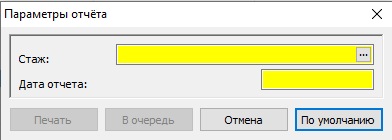 Параметры отчёта
Стаж:
...
Дата отчета:
Печать В очередь Отмена По умолчанию